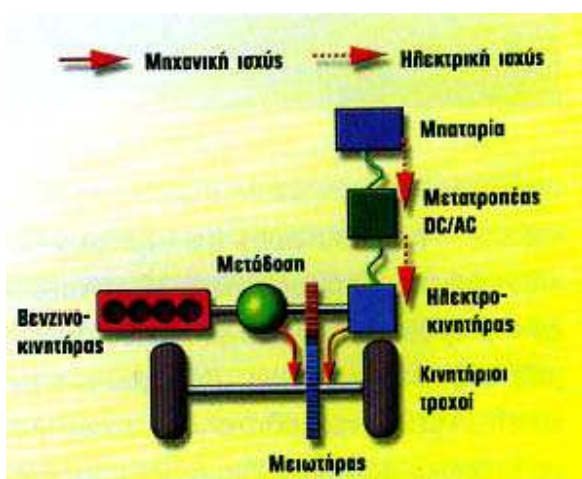 Μηχανική ισχύς
Ηλεκτρική ισχύς
Μπαταρία
Μετατροπέας
DC/AC
Μετάδοση
Ηλεκτρο-
κινητήρας
Βενζινο-
κινητήρας
Κινητήριοι
τροχοί
Μειωτήρας